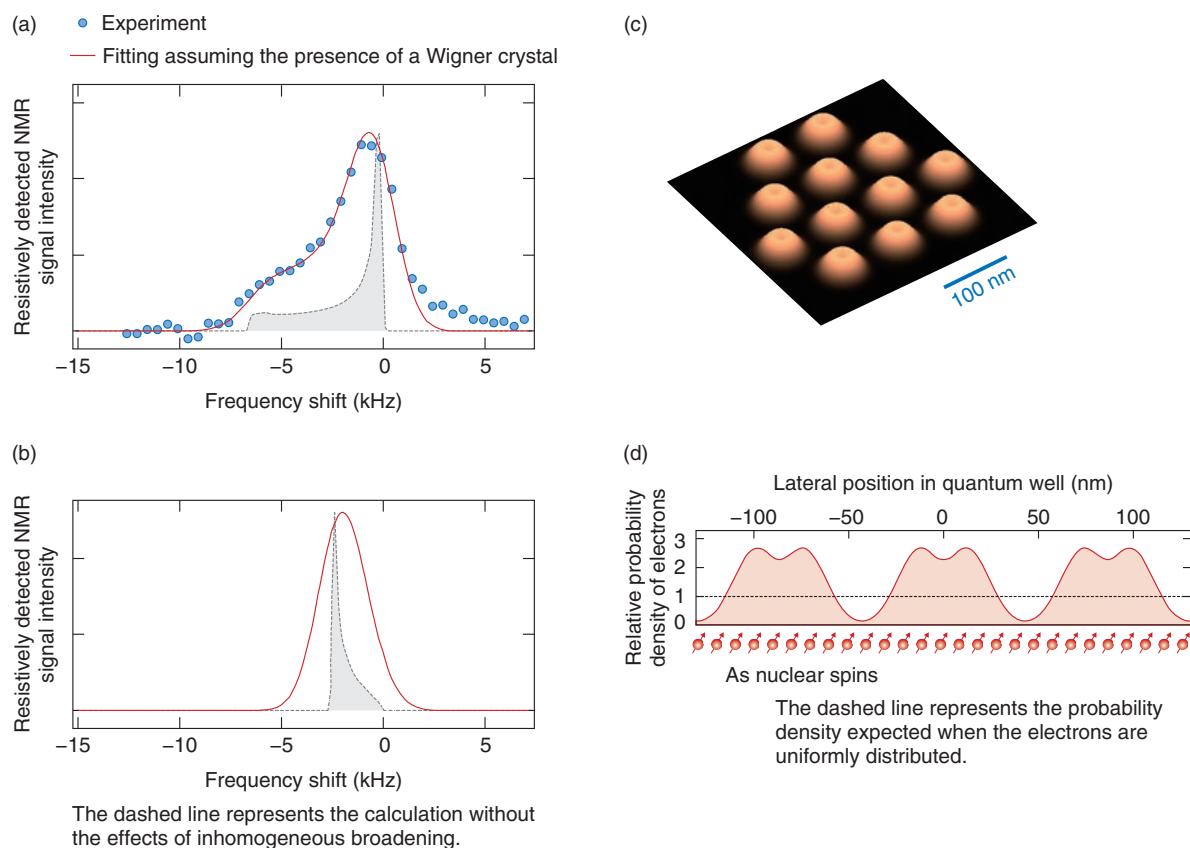 (a)
Experiment
Fitting assuming the presence of a Wigner crystal
Resistively detected NMR
signal intensity
−15
−10
−5
0
5
Frequency shift (kHz)
(b)
Resistively detected NMR
signal intensity
−15
−10
−5
0
5
Frequency shift (kHz)
The dashed line represents the calculation without
the effects of inhomogeneous broadening.
(c)
100 nm
(d)
Lateral position in quantum well (nm)
−100
−50
0
50
100
Relative probability
density of electrons
3
2
1
0
As nuclear spins
The dashed line represents the probability
density expected when the electrons are
uniformly distributed.